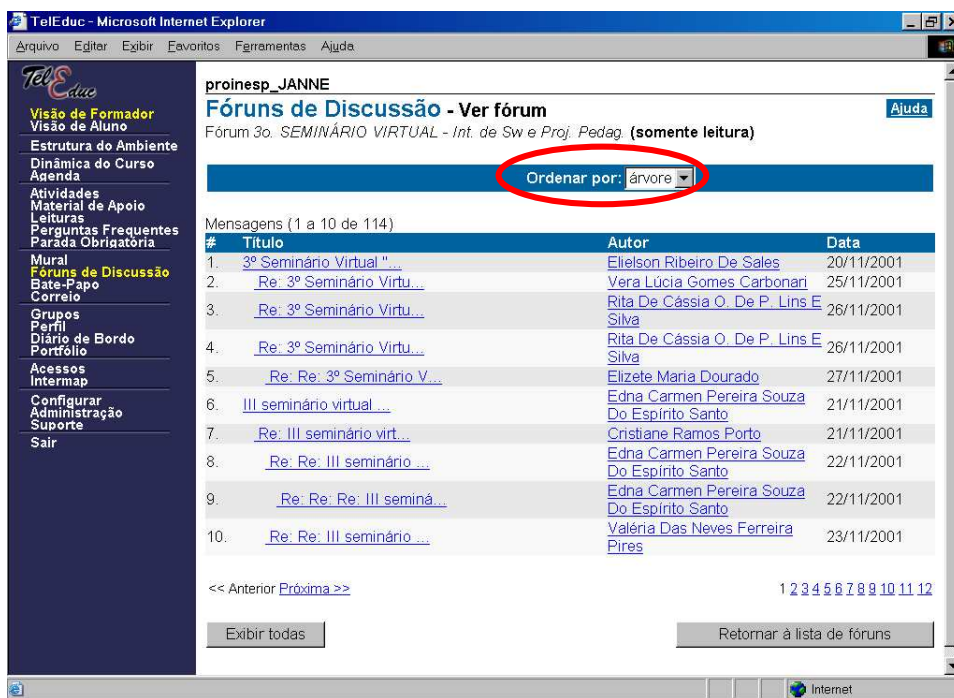 TelEduc - Microsoft Internet Explorer
Arquivo Editar Exibir Favoritos Ferramentas Ajuda
TelEduc
Visão de Formador
Visão de Aluno
Estrutura do Ambiente
Dinâmica do Curso
Agenda
Atividades
Material de Apoio
Leituras
Perguntas Frequentes
Parada Obrigatória
Mural
Fóruns de Discussão
Bate-Papo
Correio
Grupos
Perfil
Diário de Bordo
Portfólio
Acessos
Intermap
Configurar
Administração
Suporte
Sair
proinesp_JANNE
Fóruns de Discussão - Ver fórum
Ajuda
Fórum 3o. SEMINÁRIO VIRTUAL - Int. de Sw e Proj. Pedag. (somente leitura)
Ordenar por: árvore
Mensagens (1 a 10 de 114)
# Título Autor Data
1. 3º Seminário Virtual "... Elielson Ribeiro De Sales 20/11/2001
2. Re: 3º Seminário Virtu... Vera Lúcia Gomes Carbonari 25/11/2001
3. Re: 3º Seminário Virtu... Rita De Cássia O. De P. Lins E 26/11/2001
Silva
4. Re: 3º Seminário Virtu... Rita De Cássia O. De P. Lins E 26/11/2001
Silva
5. Re: Re: 3º Seminário V... Elizete Maria Dourado 27/11/2001
6. III seminário virtual ... Edna Carmen Pereira Souza 21/11/2001
Do Espírito Santo
7. Re: III seminário virt... Cristiane Ramos Porto 21/11/2001
8. Re: Re: III seminário ... Edna Carmen Pereira Souza 22/11/2001
Do Espírito Santo
9. Re: Re: Re: III seminá... Edna Carmen Pereira Souza 22/11/2001
Do Espírito Santo
10. Re: Re: III seminário ... Valéria Das Neves Ferreira 23/11/2001
Pires
<< Anterior Próxima >> 1 2 3 4 5 6 7 8 9 10 11 12
Exibir todas Retornar à lista de fóruns
Internet